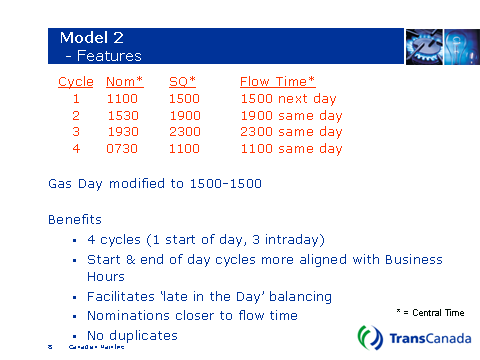 Model 2
- Features
Cycle Nom* SQ* Flow Time*
1 1100 1500 1500 next day
2 1530 1900 1900 same day
3 1930 2300 2300 same day
4 0730 1100 1100 same day
Gas Day modified to 1500-1500
Benefits
• 4 cycles (1 start of day, 3 intraday)
• Start & end of day cycles more aligned with Business
Hours
• Facilitates ‘late in the Day’ balancing
• Nominations closer to flow time
* = Central Time
• No duplicates
TransCanada